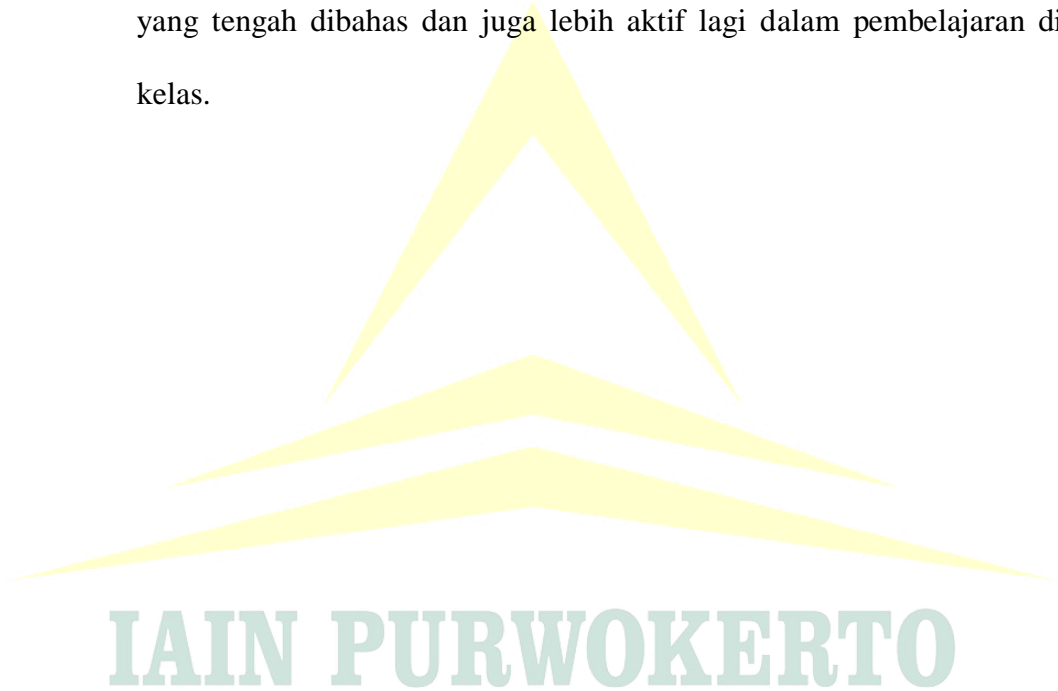 yang tengah dibahas dan juga lebih aktif lagi dalam pembelajaran di
kelas.
IAIN PURWOKERTO